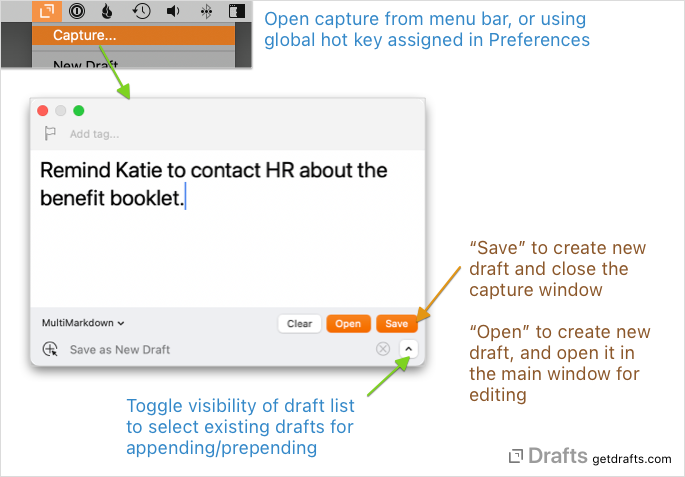 Capture...
New Draft
Open capture from menu bar, or using
global hot key assigned in Preferences
Add tag...
Remind Katie to contact HR about the
benefit booklet.
MultiMarkdown
Clear
Open
Save
Save as New Draft
“Save” to create new
draft and close the
capture window
“Open” to create new
draft, and open it in
the main window for
editing
Toggle visibility of draft list
to select existing drafts for
appending/prepending
Drafts getdrafts.com